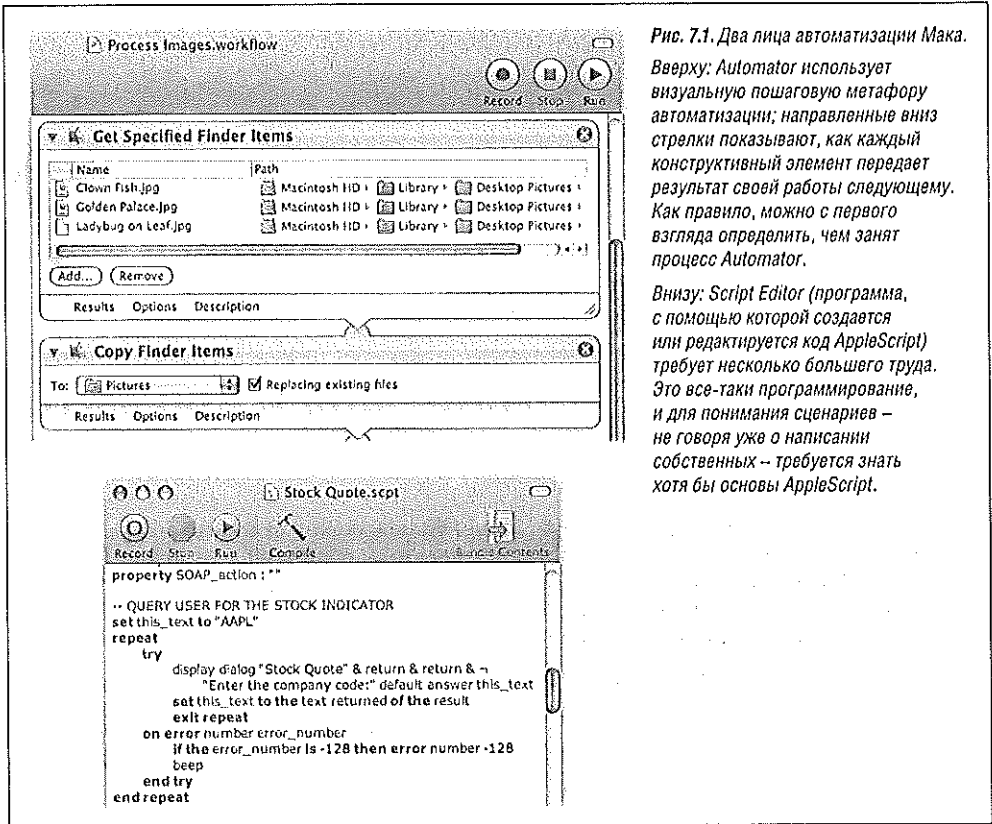 Process Images.workflow
Record Stop Run
Get Specified Finder Items
Name Path
Clown Fish.jpg Macintosh HD Library Desktop Pictures
Golden Palace.jpg Macintosh HD Library Desktop Pictures
Ladybug on Leaf.jpg Macintosh HD Library Desktop Pictures
Add... Remove
Results Options Description
Copy Finder Items
To: Pictures Replacing existing files
Results Options Description
Stock Quote.scpt
Record Stop Run Compile Bundle Contents
property SOAP_action : ""
-- QUERY USER FOR THE STOCK INDICATOR
set this_text to "AAPL"
repeat
try
display dialog "Stock Quote" & return & return & ¬
"Enter the company code:" default answer this_text
set this_text to the text returned of the result
exit repeat
on error number error_number
if the error_number is -128 then error number -128
beep
end try
end repeat
Рис. 7.1. Два лица автоматизации Мака.
Вверху: Automator использует
визуальную пошаговую метафору
автоматизации; направленные вниз
стрелки показывают, как каждый
конструктивный элемент передает
результат своей работы следующему.
Как правило, можно с первого
взгляда определить, чем занят
процесс Automator.
Внизу: Script Editor (программа,
с помощью которой создается
или редактируется код AppleScript)
требует несколько большего труда.
Это все-таки программирование,
и для понимания сценариев –
не говоря уже о написании
собственных – требуется знать
хотя бы основы AppleScript.